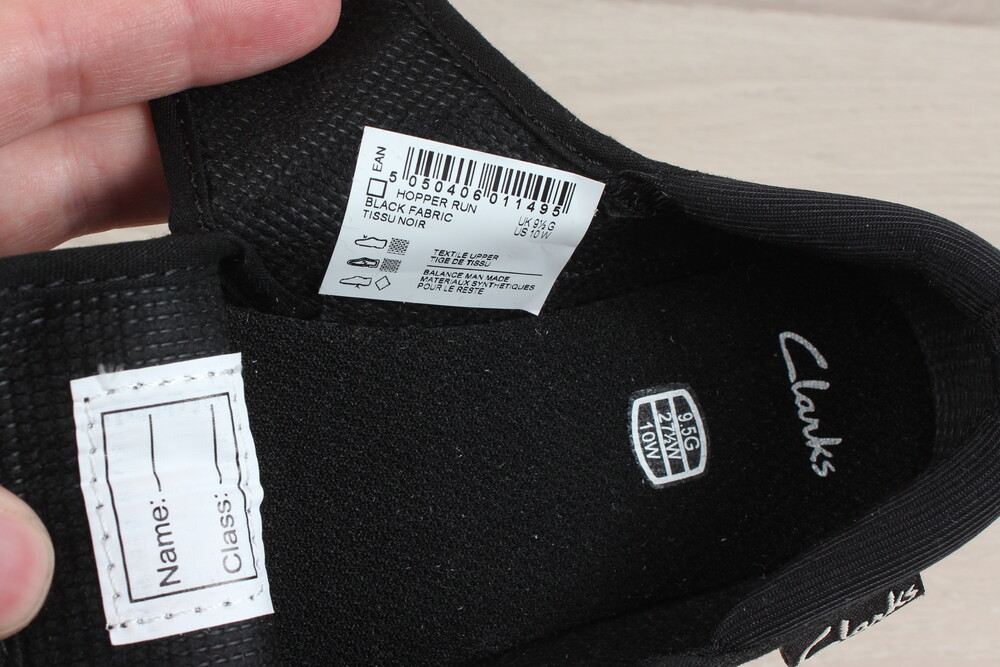 EAN
5 050406 011495
HOPPER RUN
BLACK FABRIC
TISSU NOIR
UK 9½ G
US 10 W
TEXTILE UPPER
TIGE DE TISSU
BALANCE MAN MADE
MATERIAUX SYNTHETIQUES
POUR LE RESTE
9.5G
27½W
10W
Clarks
Name:
Class:
Clarks